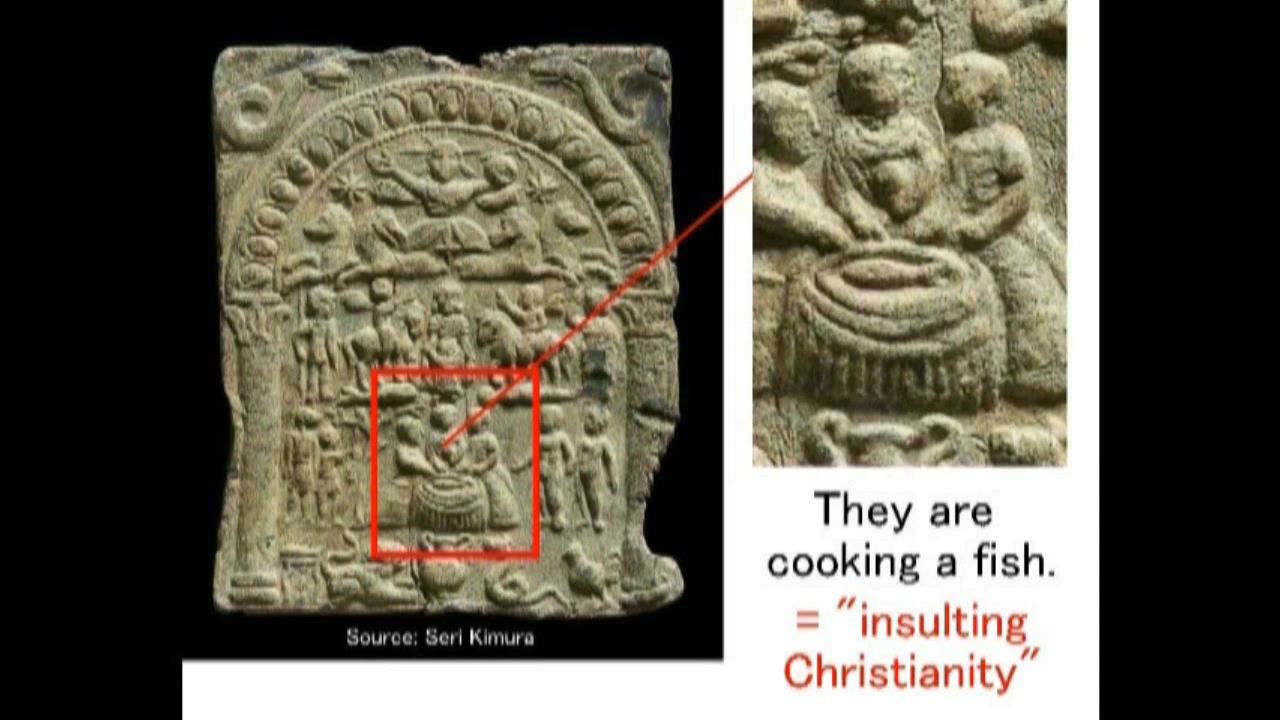 Source: Seri Kimura
They are
cooking a fish.
= "insulting
Christianity"